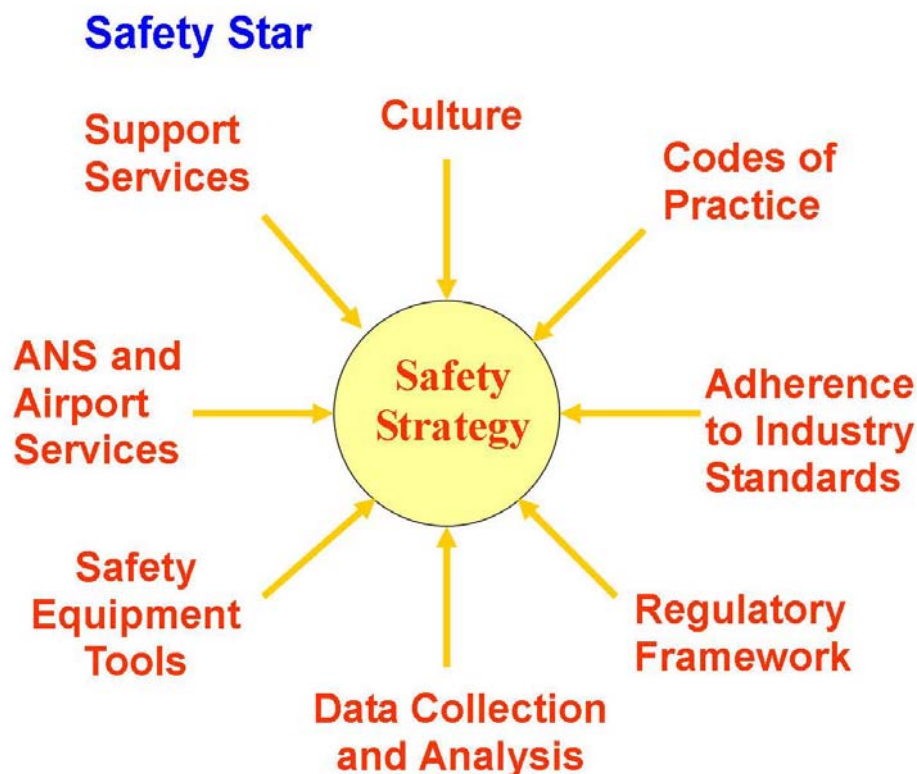 Safety Star
Support
Services
Culture
Codes of
Practice
ANS and
Airport
Services
Safety
Strategy
Adherence
to Industry
Standards
Safety
Equipment
Tools
Regulatory
Framework
Data Collection
and Analysis